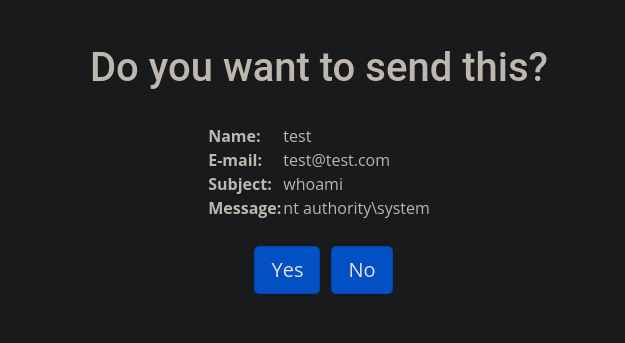 Do you want to send this?
Name: test
E-mail: test@test.com
Subject: whoami
Message: nt authority\system
Yes No